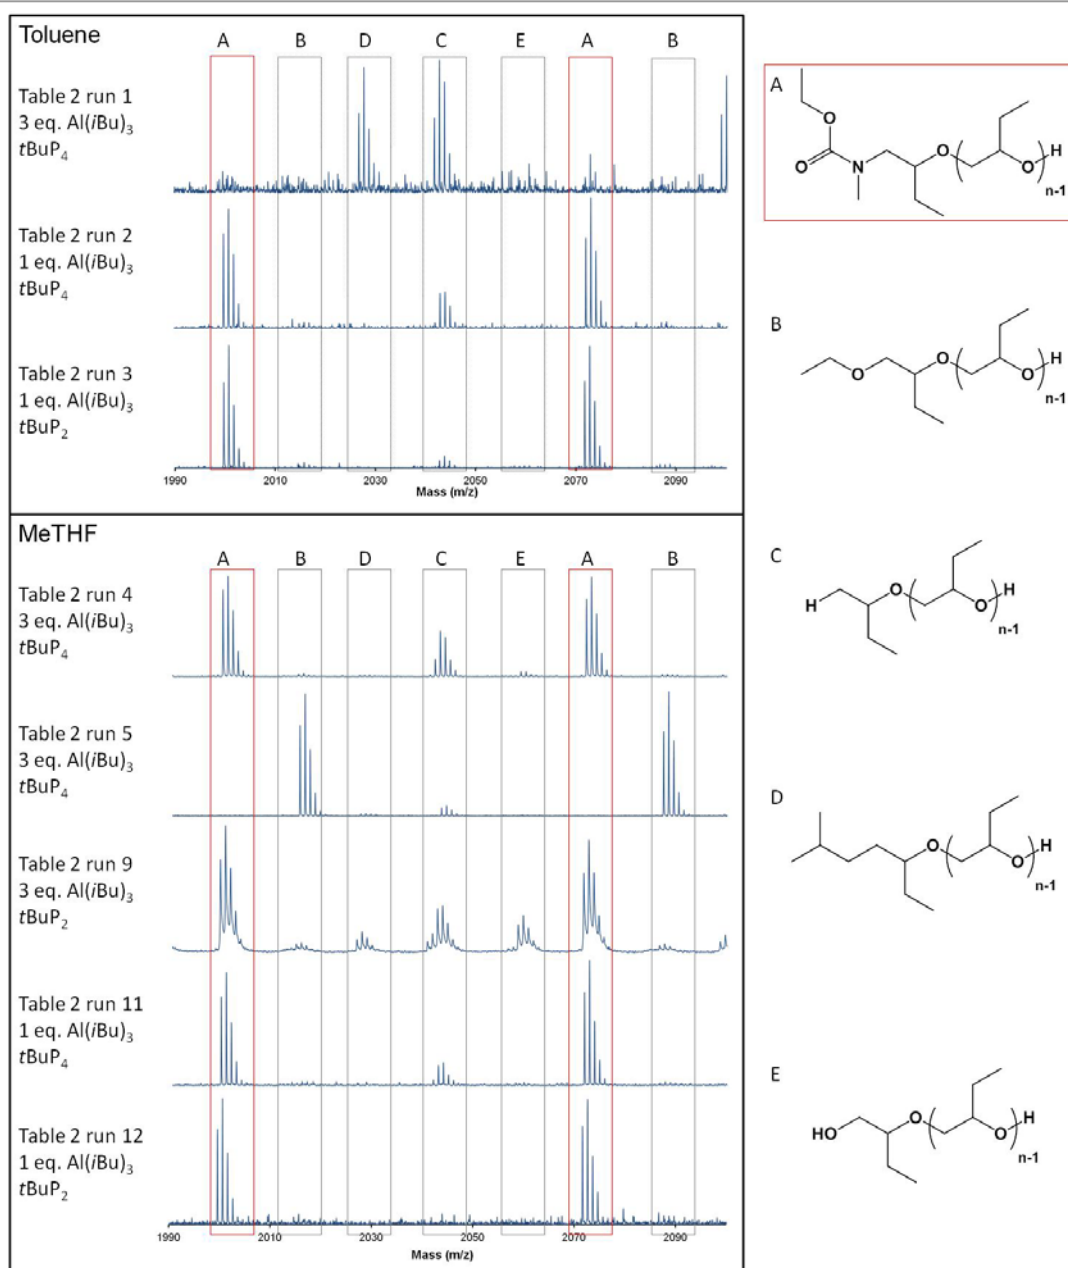 Toluene
A B D C E A B
Table 2 run 1
3 eq. Al(iBu)3
tBuP4
Table 2 run 2
1 eq. Al(iBu)3
tBuP4
Table 2 run 3
1 eq. Al(iBu)3
tBuP2
1990 2010 2030 2050 2070 2090
Mass (m/z)
MeTHF
A B D C E A B
Table 2 run 4
3 eq. Al(iBu)3
tBuP4
Table 2 run 5
3 eq. Al(iBu)3
tBuP4
Table 2 run 9
3 eq. Al(iBu)3
tBuP2
Table 2 run 11
1 eq. Al(iBu)3
tBuP4
Table 2 run 12
1 eq. Al(iBu)3
tBuP2
1990 2010 2030 2050 2070 2090
Mass (m/z)
A
O
O N O O H
n-1
B
O O O H
n-1
C
H O O H
n-1
D
O O H
n-1
E
HO O O H
n-1